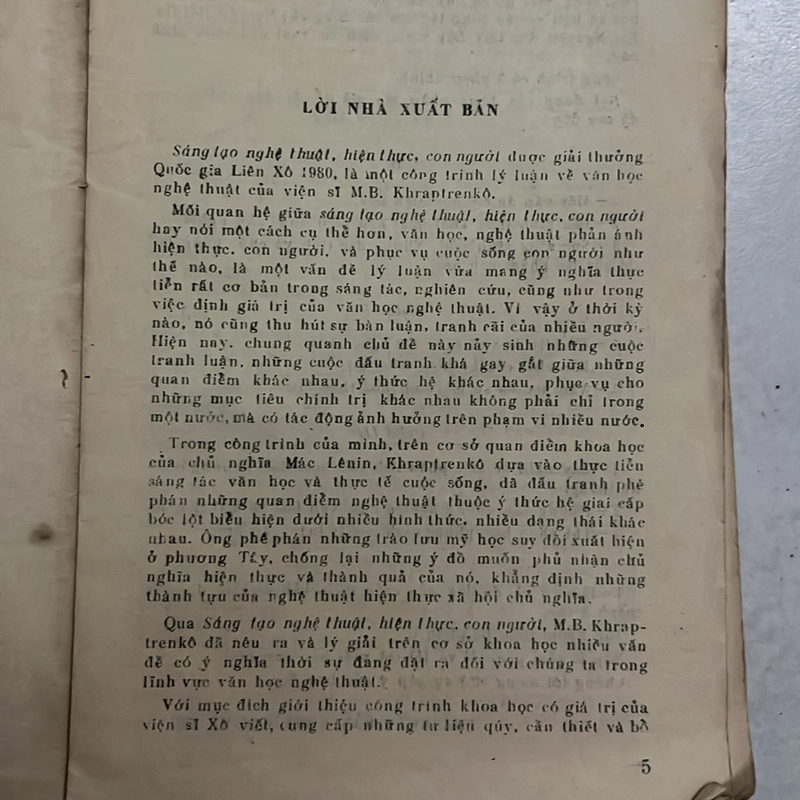 LỜI NHÀ XUẤT BẢN
Sáng tạo nghệ thuật, hiện thực, con người được giải thưởng
Quốc gia Liên Xô 1980, là một công trình lý luận về văn học
nghệ thuật của viện sĩ M.B. Khraptrenkô.
Mối quan hệ giữa sáng tạo nghệ thuật, hiện thực, con người
hay nói một cách cụ thể hơn, văn học, nghệ thuật phản ánh
hiện thực, con người, và phục vụ cuộc sống con người như
thế nào, là một vấn đề lý luận vừa mang ý nghĩa thực
tiễn rất cơ bản trong sáng tác, nghiên cứu, cũng như trong
việc định giá trị của văn học nghệ thuật. Vì vậy ở thời kỳ
nào, nó cũng thu hút sự bàn luận, tranh cãi của nhiều người.
Hiện nay, chung quanh chủ đề này nảy sinh những cuộc
tranh luận, những cuộc đấu tranh khá gay gắt giữa những
quan điểm khác nhau, ý thức hệ khác nhau, phục vụ cho
những mục tiêu chính trị khác nhau không phải chỉ trong
một nước, mà có tác động ảnh hưởng trên phạm vi nhiều nước.
Trong công trình của mình, trên cơ sở quan điểm khoa học
của chủ nghĩa Mác Lênin, Khraptrenkô dựa vào thực tiễn
sáng tác văn học và thực tế cuộc sống, đã đấu tranh phê
phán những quan điểm nghệ thuật thuộc ý thức hệ giai cấp
bóc lột biểu hiện dưới nhiều hình thức, nhiều dạng thái khác
nhau. Ông phê phán những trào lưu mỹ học suy đồi xuất hiện
ở phương Tây, chống lại những ý đồ muốn phủ nhận chủ
nghĩa hiện thực và thành quả của nó, khẳng định những
thành tựu của nghệ thuật hiện thực xã hội chủ nghĩa.
Qua Sáng tạo nghệ thuật, hiện thực, con người, M.B. Khrap-
trenkô đã nêu ra và lý giải trên cơ sở khoa học nhiều vấn
đề có ý nghĩa thời sự đang đặt ra đối với chúng ta trong
lĩnh vực văn học nghệ thuật.
Với mục đích giới thiệu công trình khoa học có giá trị của
viện sĩ Xô viết, cung cấp những tư liệu qúy, cần thiết và bổ
5